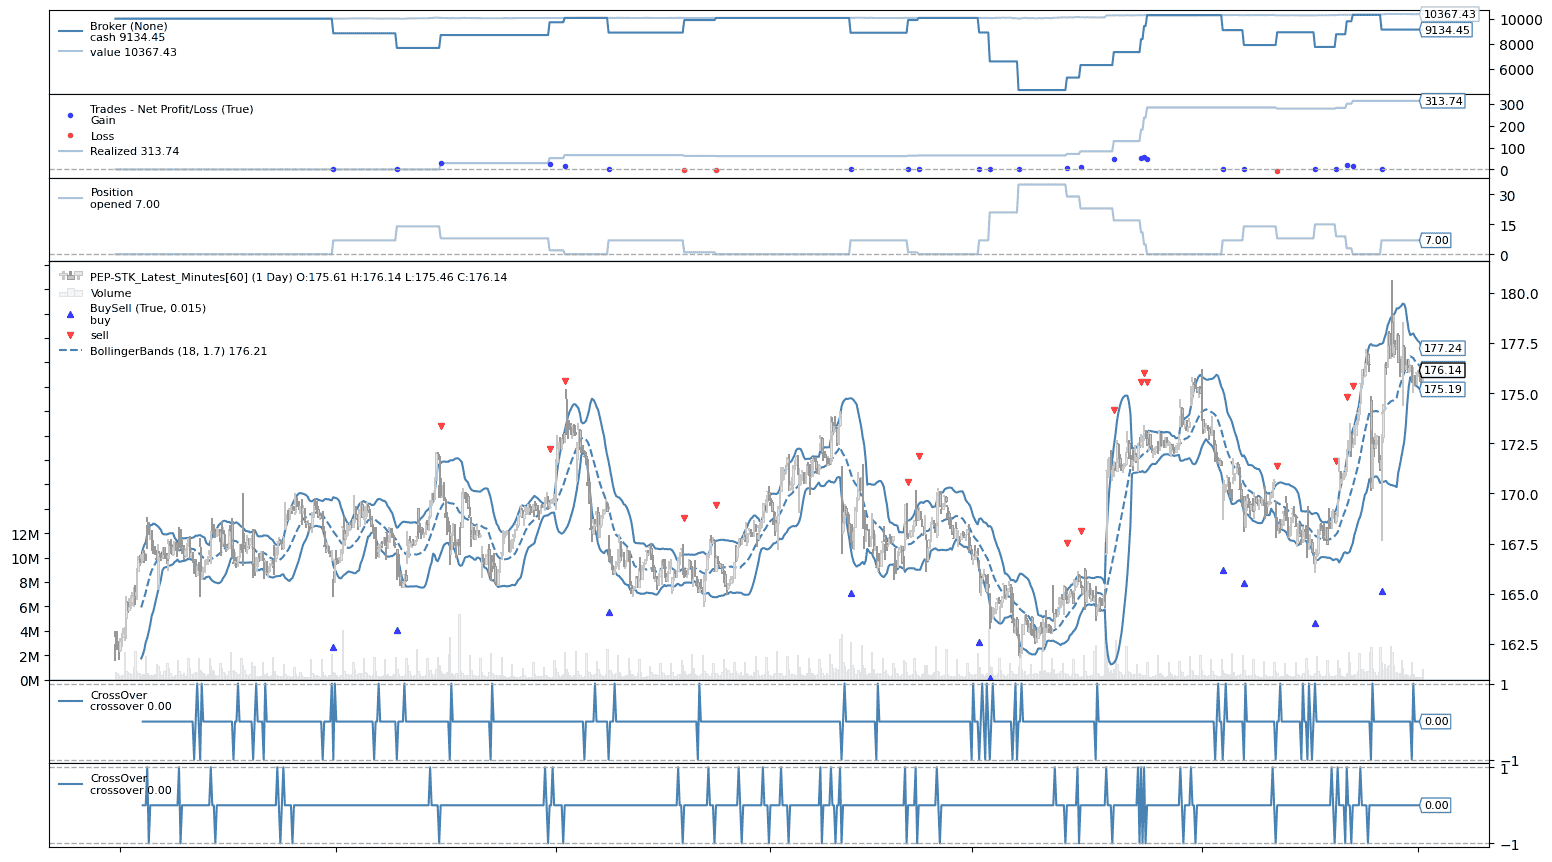 Broker (None)
cash 9134.45
value 10367.43
10367.43
9134.45
10000
8000
6000
Trades - Net Profit/Loss (True)
Gain
Loss
Realized 313.74
313.74
300
200
100
0
Position
opened 7.00
7.00
30
15
0
PEP-STK_Latest_Minutes[60] (1 Day) O:175.61 H:176.14 L:175.46 C:176.14
Volume
BuySell (True, 0.015)
buy
sell
BollingerBands (18, 1.7) 176.21
12M
10M
8M
6M
4M
2M
0M
180.0
177.5
175.0
172.5
170.0
167.5
165.0
162.5
177.24
176.14
175.19
CrossOver
crossover 0.00
1
0.00
−1
CrossOver
crossover 0.00
1
0.00
−1